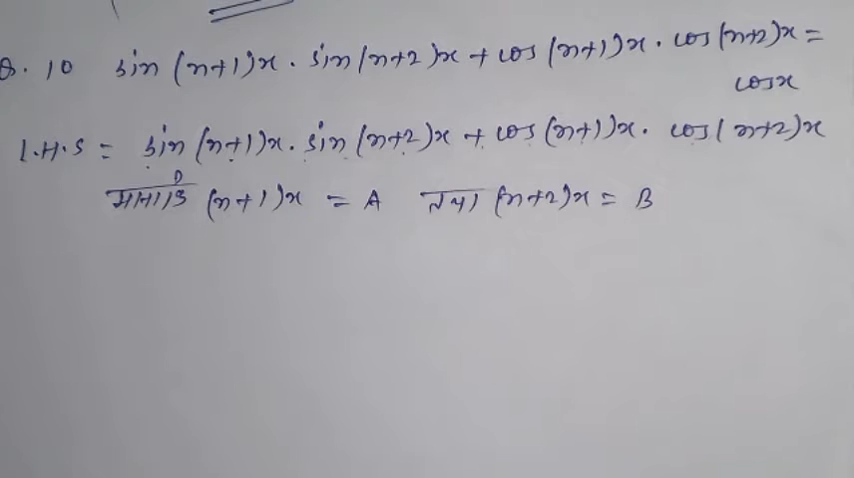 Q. 10 sin (n+1)x . sin (n+2)x + cos (n+1)x . cos (n+2)x =
cosx
L.H.S = sin (n+1)x . sin (n+2)x + cos (n+1)x . cos ( n+2)x
माना कि (n+1)x = A तथा (n+2)x = B